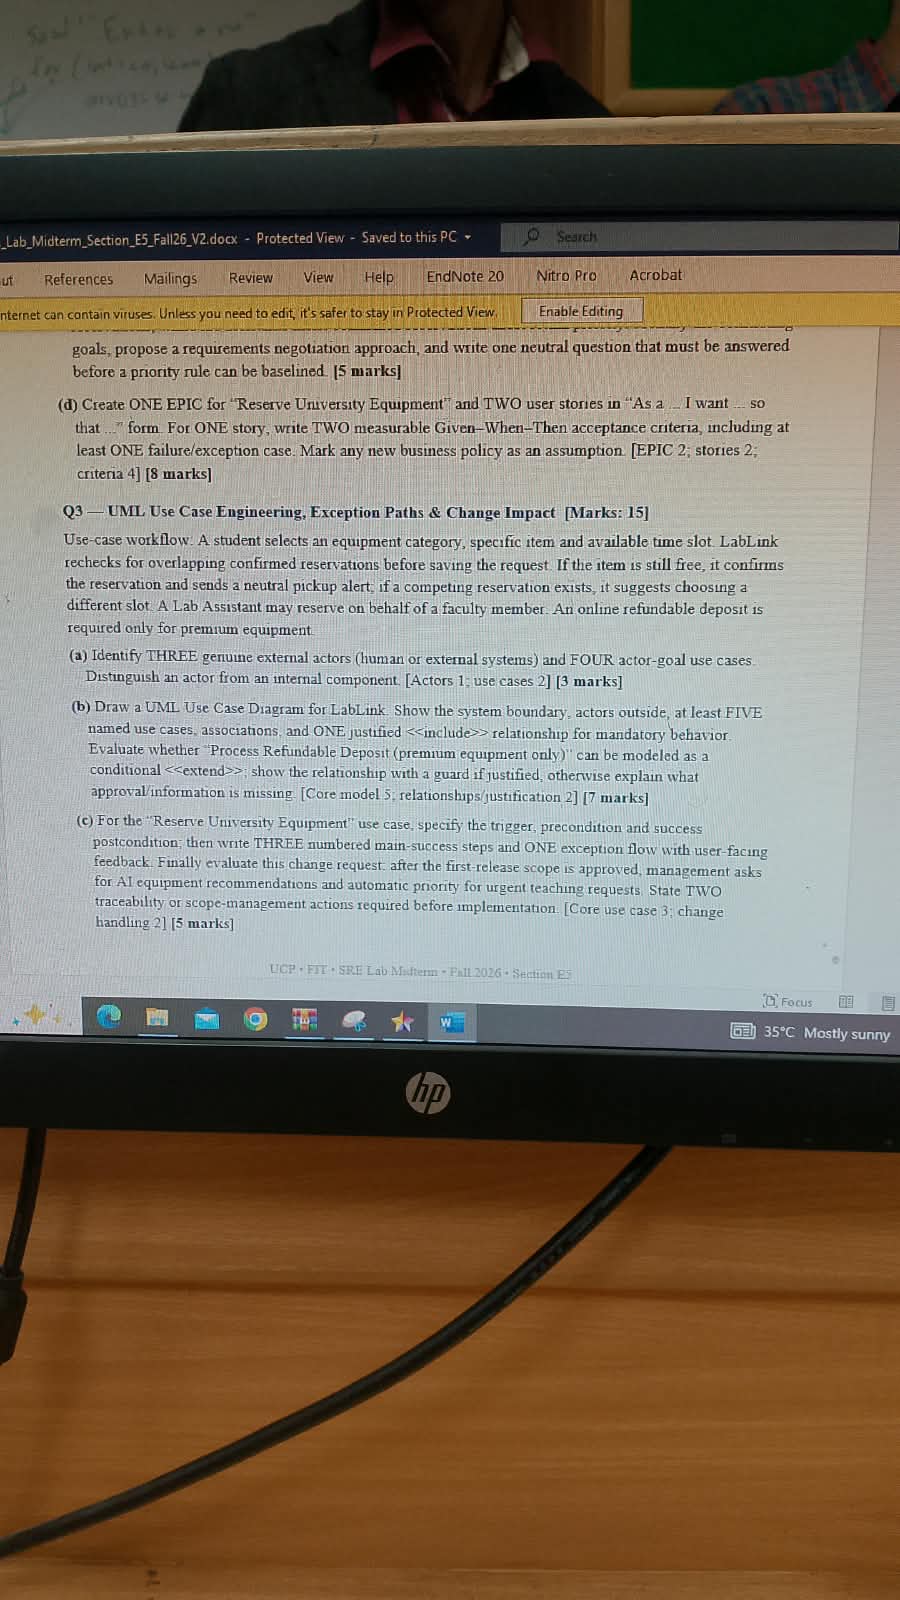 _Lab_Midterm_Section_E5_Fall26_V2.docx - Protected View - Saved to this PC
Search
ut References Mailings Review View Help EndNote 20 Nitro Pro Acrobat
nternet can contain viruses. Unless you need to edit, it's safer to stay in Protected View. Enable Editing
goals, propose a requirements negotiation approach, and write one neutral question that must be answered
before a priority rule can be baselined. [5 marks]
(d) Create ONE EPIC for "Reserve University Equipment" and TWO user stories in "As a ... I want ... so
that ..." form. For ONE story, write TWO measurable Given–When–Then acceptance criteria, including at
least ONE failure/exception case. Mark any new business policy as an assumption. [EPIC 2; stories 2;
criteria 4] [8 marks]
Q3 — UML Use Case Engineering, Exception Paths & Change Impact [Marks: 15]
Use-case workflow: A student selects an equipment category, specific item and available time slot. LabLink
rechecks for overlapping confirmed reservations before saving the request. If the item is still free, it confirms
the reservation and sends a neutral pickup alert; if a competing reservation exists, it suggests choosing a
different slot. A Lab Assistant may reserve on behalf of a faculty member. An online refundable deposit is
required only for premium equipment.
(a) Identify THREE genuine external actors (human or external systems) and FOUR actor-goal use cases.
Distinguish an actor from an internal component. [Actors 1; use cases 2] [3 marks]
(b) Draw a UML Use Case Diagram for LabLink. Show the system boundary, actors outside, at least FIVE
named use cases, associations, and ONE justified <<include>> relationship for mandatory behavior.
Evaluate whether "Process Refundable Deposit (premium equipment only)" can be modeled as a
conditional <<extend>>; show the relationship with a guard if justified, otherwise explain what
approval/information is missing. [Core model 5; relationships/justification 2] [7 marks]
(c) For the "Reserve University Equipment" use case, specify the trigger, precondition and success
postcondition; then write THREE numbered main-success steps and ONE exception flow with user-facing
feedback. Finally evaluate this change request: after the first-release scope is approved, management asks
for AI equipment recommendations and automatic priority for urgent teaching requests. State TWO
traceability or scope-management actions required before implementation. [Core use case 3; change
handling 2] [5 marks]
UCP • FIT • SRE Lab Midterm • Fall 2026 • Section E5
Focus
35°C Mostly sunny
hp